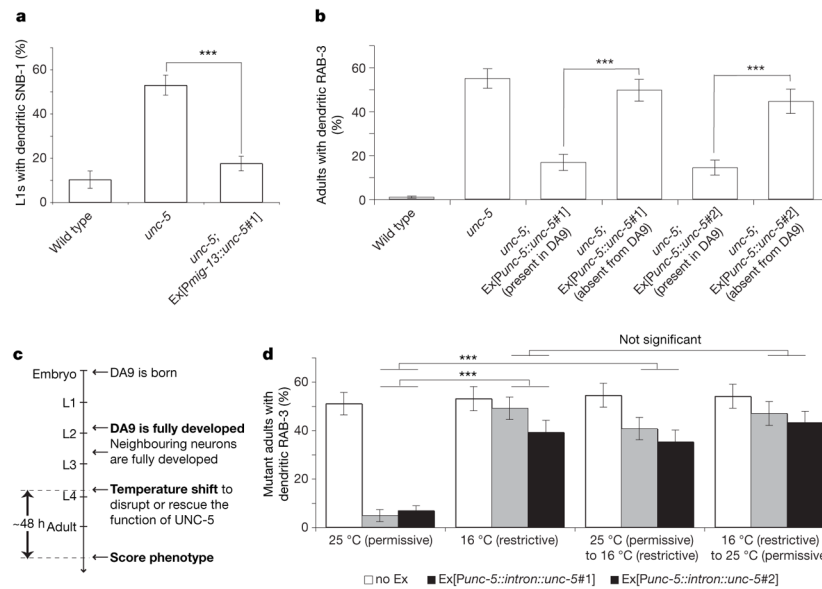 a
L1s with dendritic SNB-1 (%)
60
40
20
0
***
Wild type
unc-5
unc-5;
Ex[Pmig-13::unc-5#1]
b
Adults with dendritic RAB-3
(%)
60
40
20
0
***
***
Wild type
unc-5
unc-5;
Ex[Punc-5::unc-5#1]
(present in DA9)
unc-5;
Ex[Punc-5::unc-5#1]
(absent from DA9)
unc-5;
Ex[Punc-5::unc-5#2]
(present in DA9)
unc-5;
Ex[Punc-5::unc-5#2]
(absent from DA9)
c
Embryo
DA9 is born
L1
L2
DA9 is fully developed
Neighbouring neurons
are fully developed
L3
L4
Temperature shift to
disrupt or rescue the
function of UNC-5
~48 h
Adult
Score phenotype
d
Mutant adults with
dendritic RAB-3 (%)
60
40
20
0
Not significant
***
***
25 °C (permissive)
16 °C (restrictive)
25 °C (permissive)
to 16 °C (restrictive)
16 °C (restrictive)
to 25 °C (permissive
no Ex
Ex[Punc-5::intron::unc-5#1]
Ex[Punc-5::intron::unc-5#2]